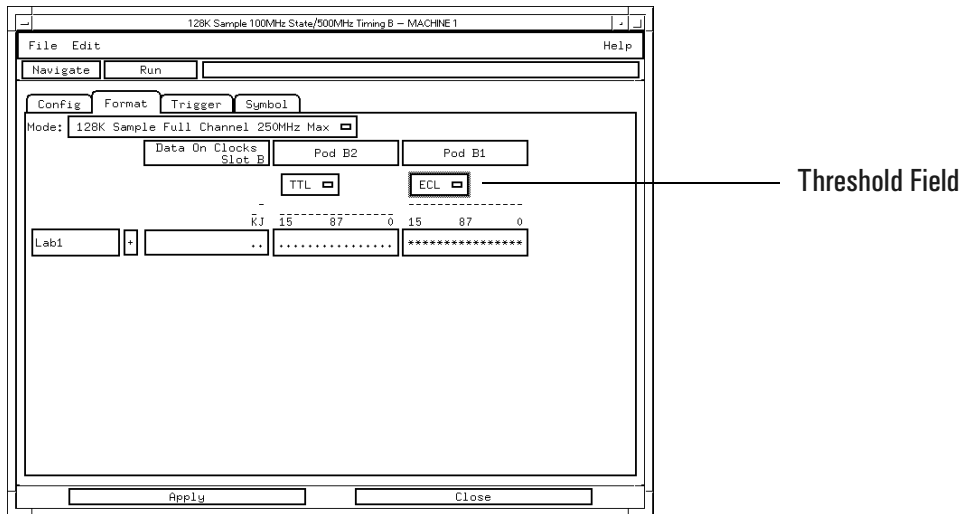 128K Sample 100MHz State/500MHz Timing B – MACHINE 1
File Edit Help
Navigate Run
Config Format Trigger Symbol
Mode: 128K Sample Full Channel 250MHz Max
Data On Clocks Pod B2 Pod B1
Slot B
TTL ECL Threshold Field
KJ 15 87 0 15 87 0
Lab1 + .. ................ ****************
Apply Close